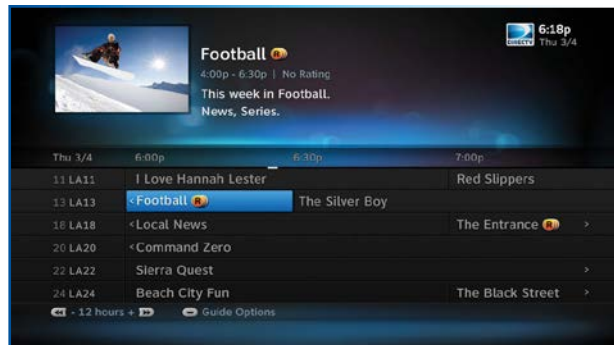 6:18p
DIRECTV Thu 3/4
Football R
4:00p - 6:30p | No Rating
This week in Football.
News, Series.
Thu 3/4 6:00p 6:30p 7:00p
11 LA11 I Love Hannah Lester Red Slippers
13 LA13 <Football R The Silver Boy
18 LA18 <Local News The Entrance R >
20 LA20 <Command Zero
22 LA22 Sierra Quest >
24 LA24 Beach City Fun The Black Street >
- 12 hours + Guide Options